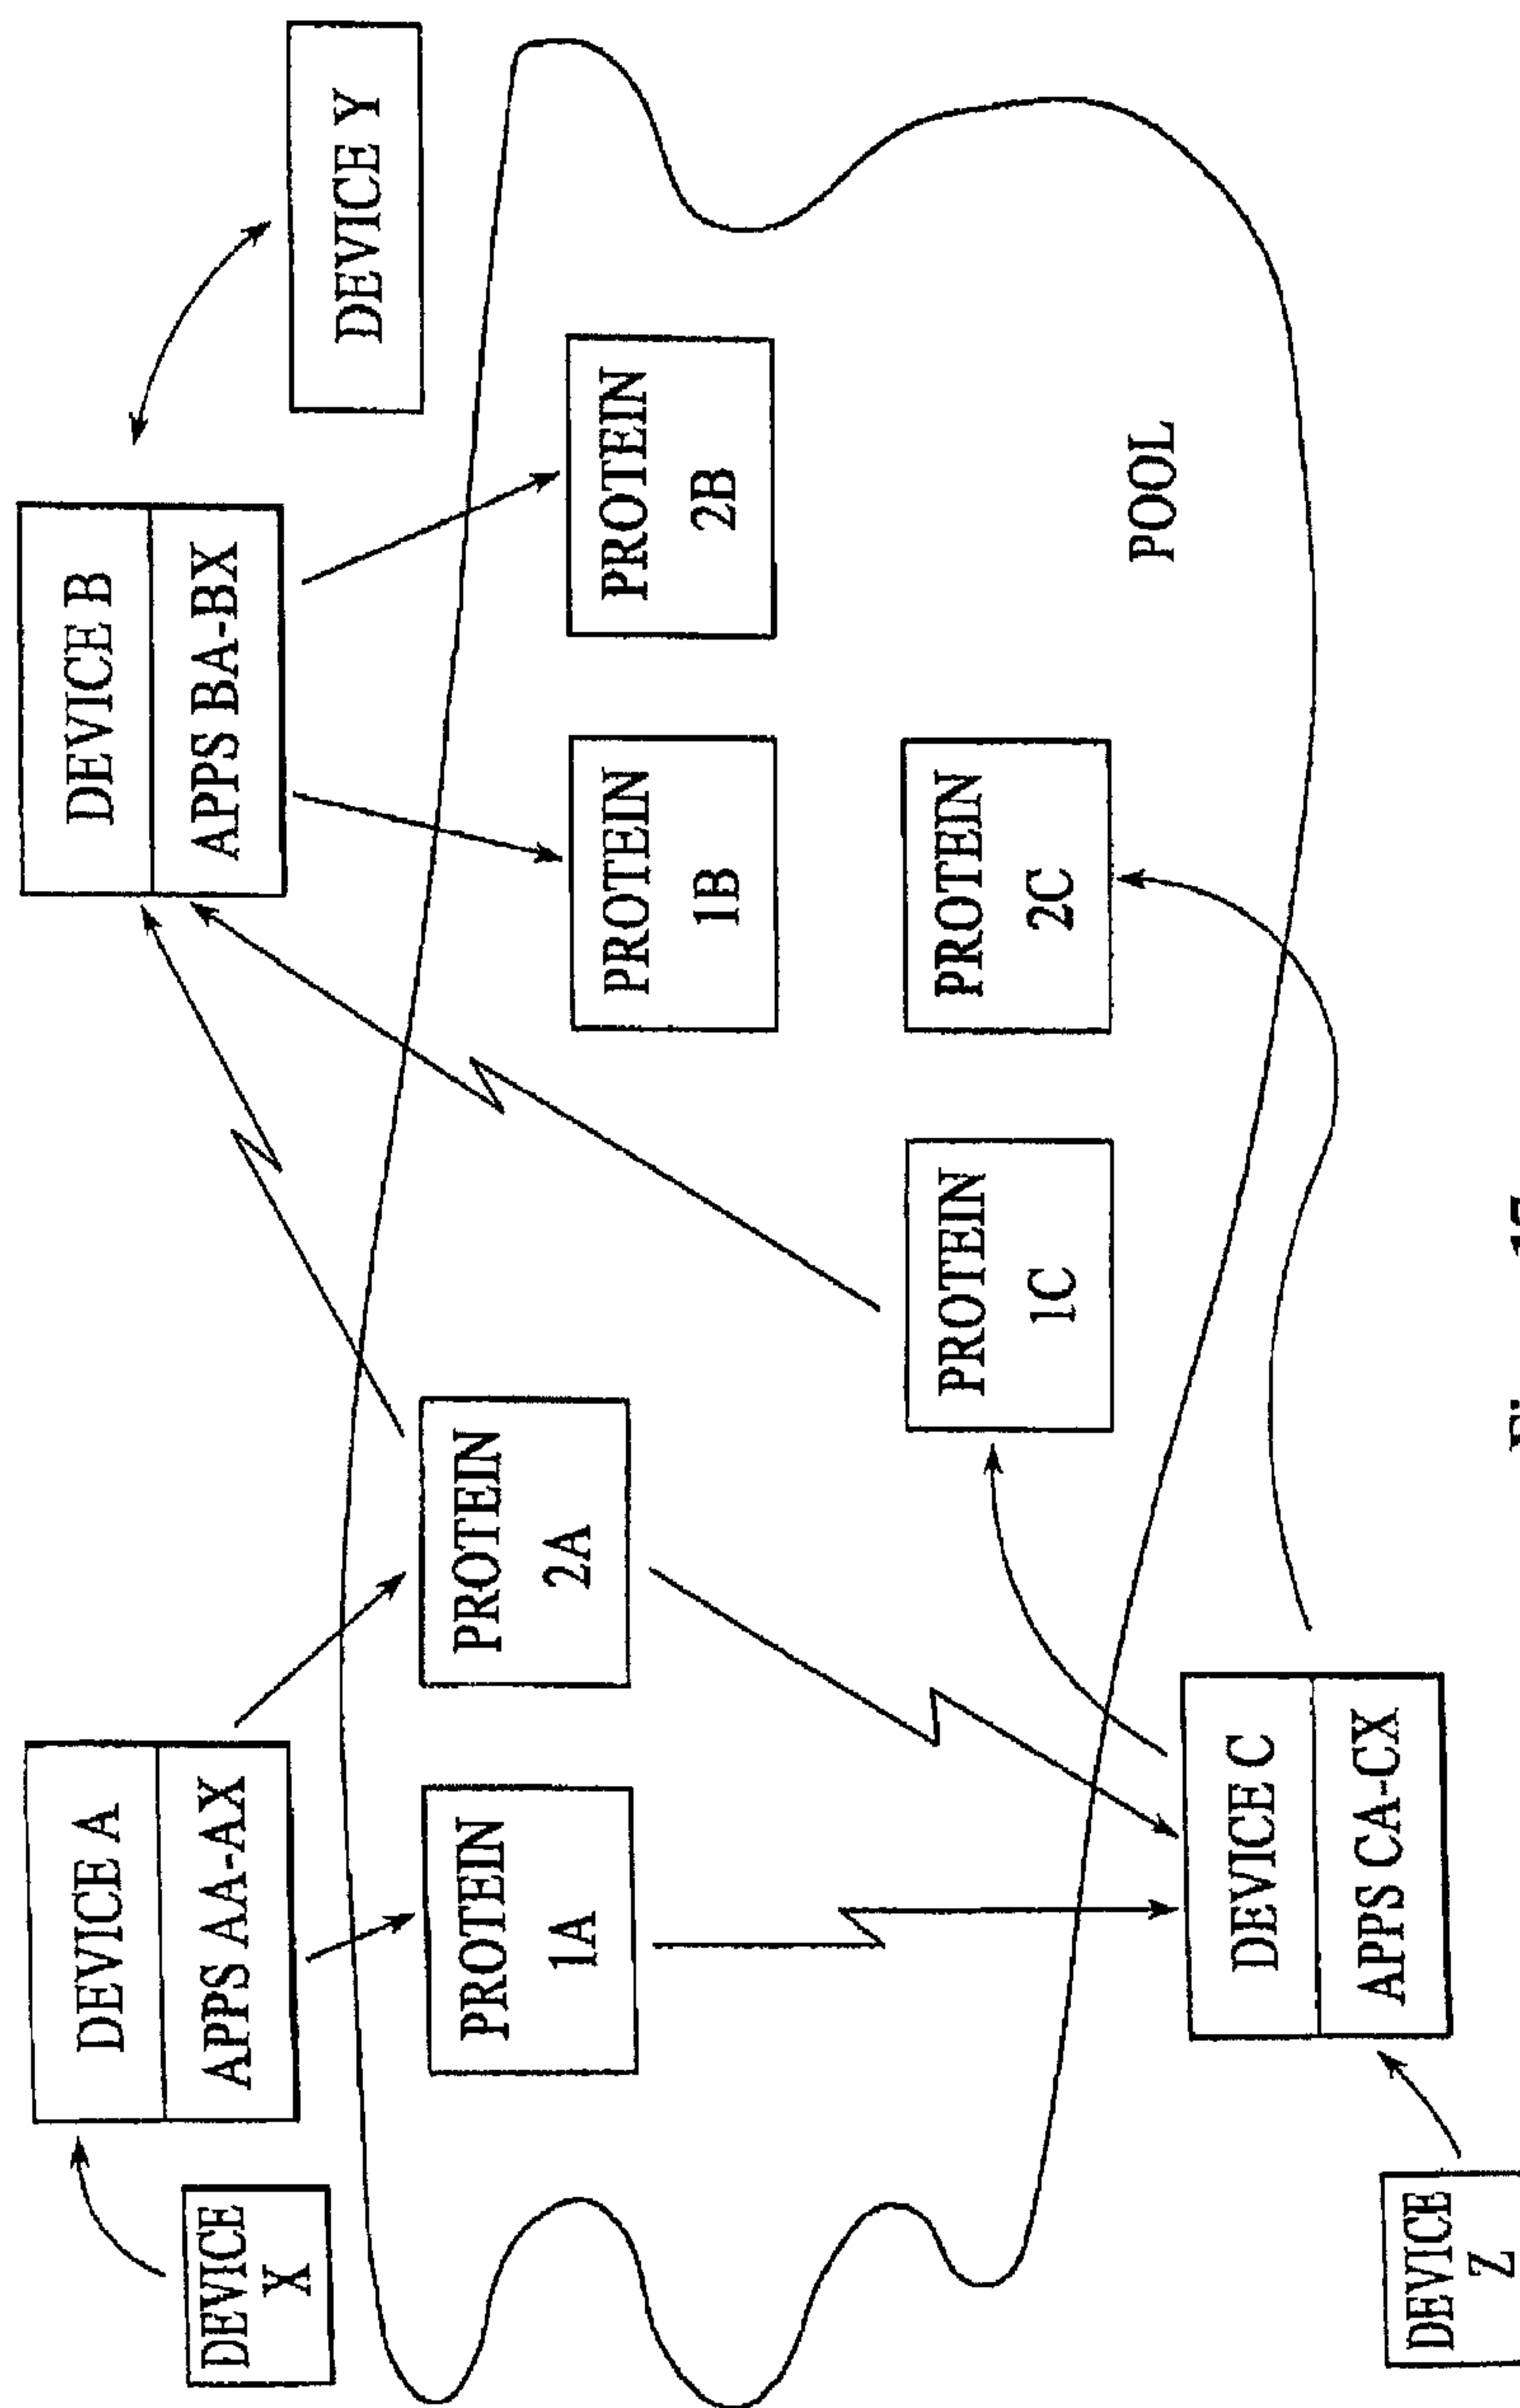 DEVICE A
APPS AA-AX
DEVICE B
APPS BA-BX
DEVICE
X
DEVICE Y
PROTEIN
1A
PROTEIN
2A
PROTEIN
1B
PROTEIN
2B
PROTEIN
1C
PROTEIN
2C
POOL
DEVICE C
APPS CA-CX
DEVICE
Z